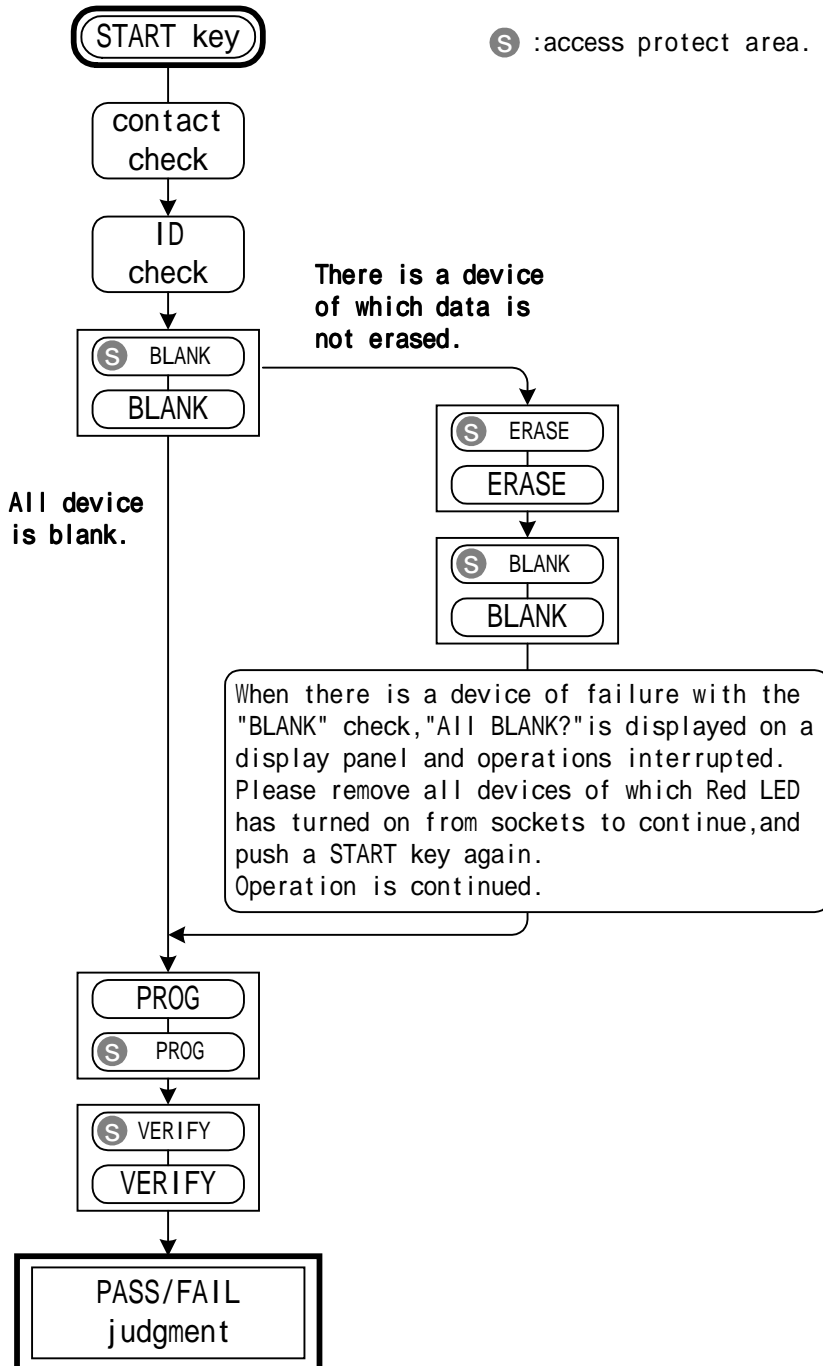 START key
S :access protect area.
contact
check
ID
check
There is a device
of which data is
not erased.
S BLANK
BLANK
S ERASE
ERASE
All device
is blank.
S BLANK
BLANK
When there is a device of failure with the
"BLANK" check,"All BLANK?"is displayed on a
display panel and operations interrupted.
Please remove all devices of which Red LED
has turned on from sockets to continue,and
push a START key again.
Operation is continued.
PROG
S PROG
S VERIFY
VERIFY
PASS/FAIL
judgment